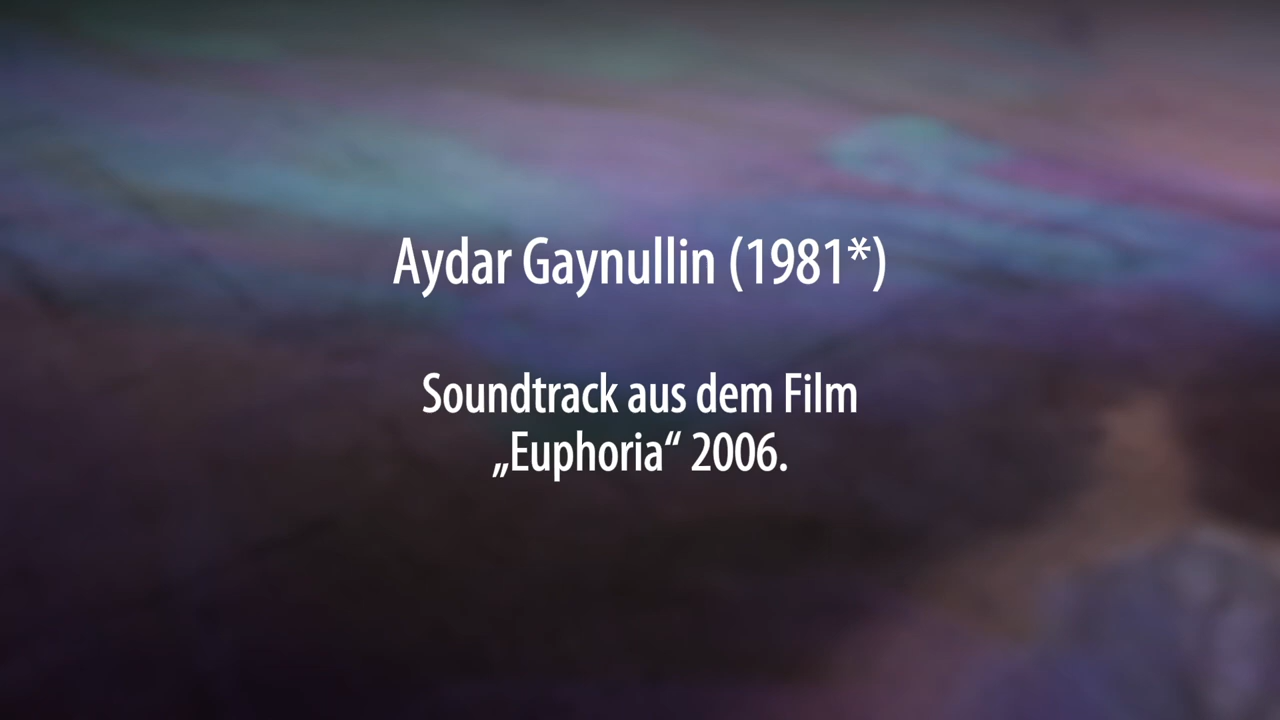 Aydar Gaynullin (1981*)
Soundtrack aus dem Film
„Euphoria“ 2006.